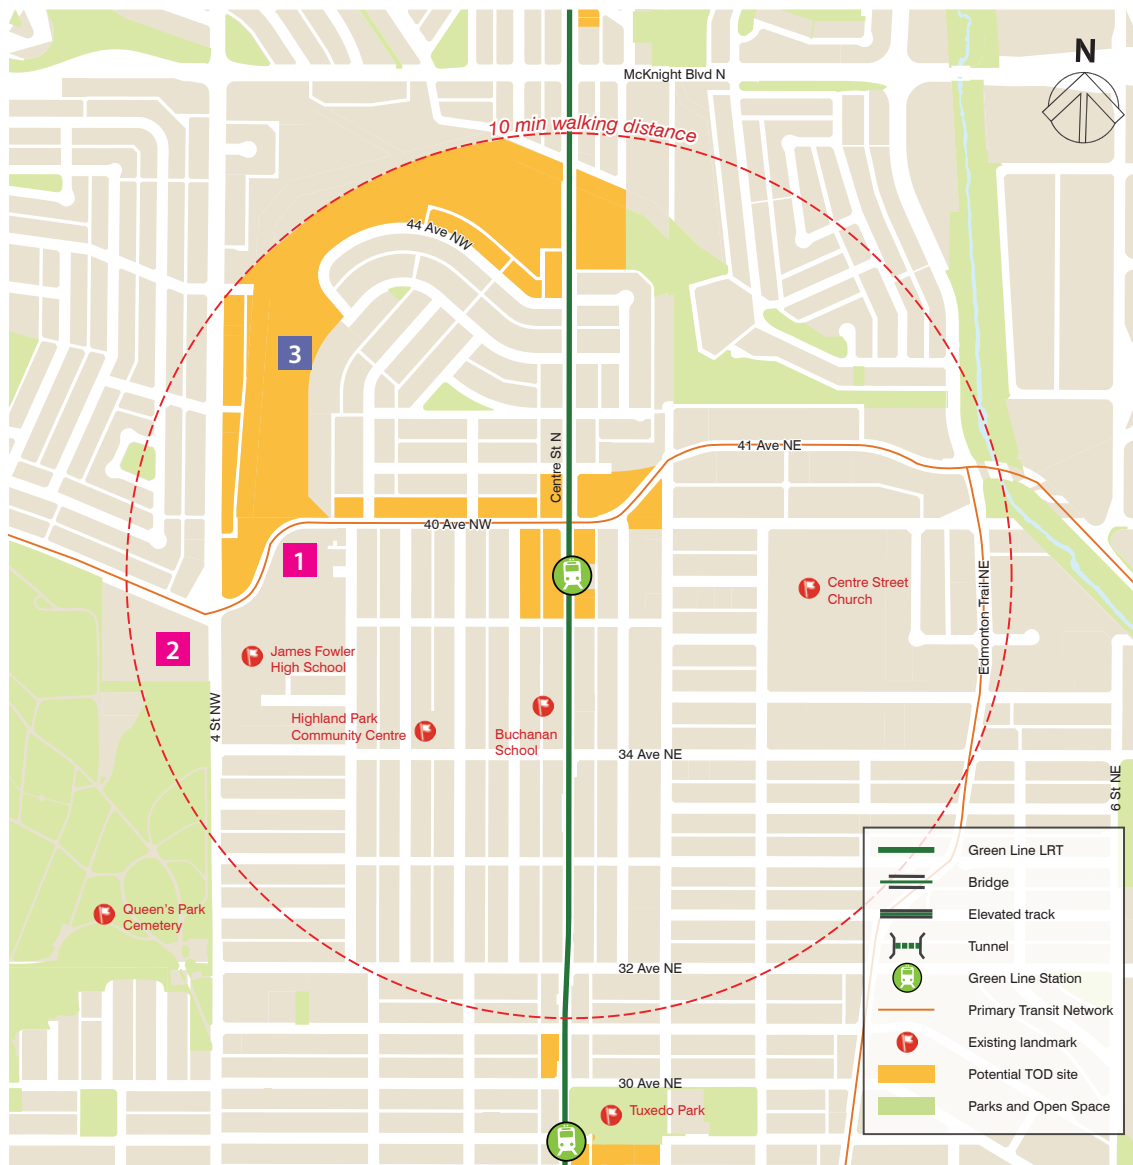 McKnight Blvd N
N
10 min walking distance
44 Ave NW
3
Centre St N
41 Ave NE
40 Ave NW
1
Centre Street
Church
Edmonton Trail NE
2
James Fowler
High School
4 St NW
Highland Park
Community Centre
Buchanan
School
34 Ave NE
6 St NE
Queen's Park
Cemetery
32 Ave NE
30 Ave NE
Tuxedo Park
Green Line LRT
Bridge
Elevated track
Tunnel
Green Line Station
Primary Transit Network
Existing landmark
Potential TOD site
Parks and Open Space